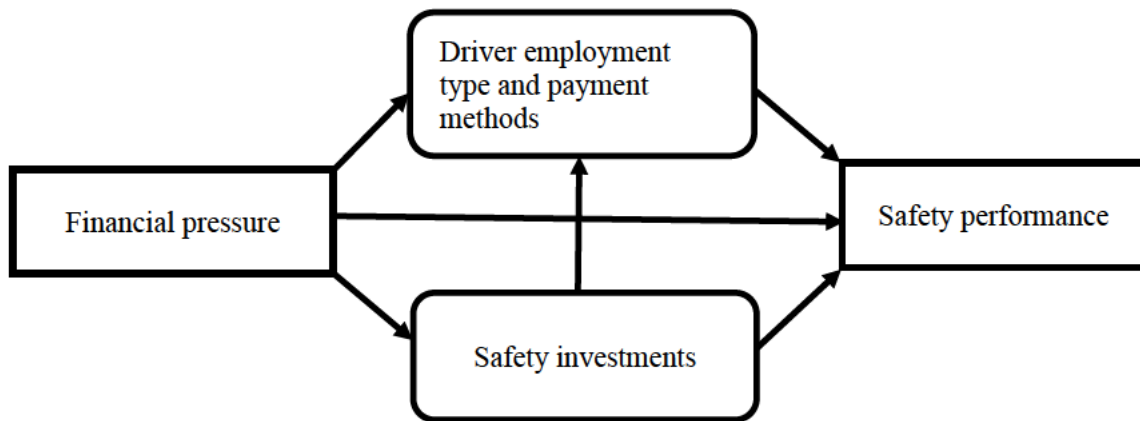 Driver employment
type and payment
methods
Financial pressure
Safety performance
Safety investments